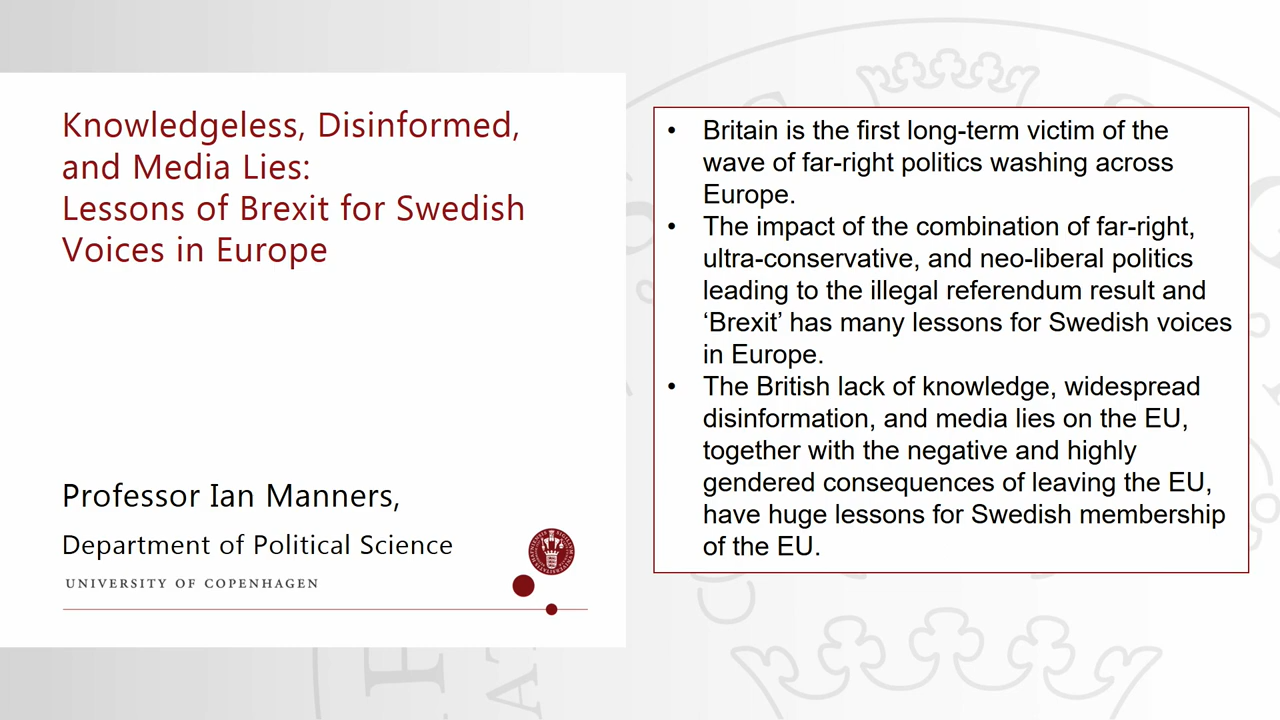 Knowledgeless, Disinformed,
and Media Lies:
Lessons of Brexit for Swedish
Voices in Europe
Professor Ian Manners,
Department of Political Science
UNIVERSITY OF COPENHAGEN
• Britain is the first long-term victim of the
wave of far-right politics washing across
Europe.
• The impact of the combination of far-right,
ultra-conservative, and neo-liberal politics
leading to the illegal referendum result and
‘Brexit’ has many lessons for Swedish voices
in Europe.
• The British lack of knowledge, widespread
disinformation, and media lies on the EU,
together with the negative and highly
gendered consequences of leaving the EU,
have huge lessons for Swedish membership
of the EU.